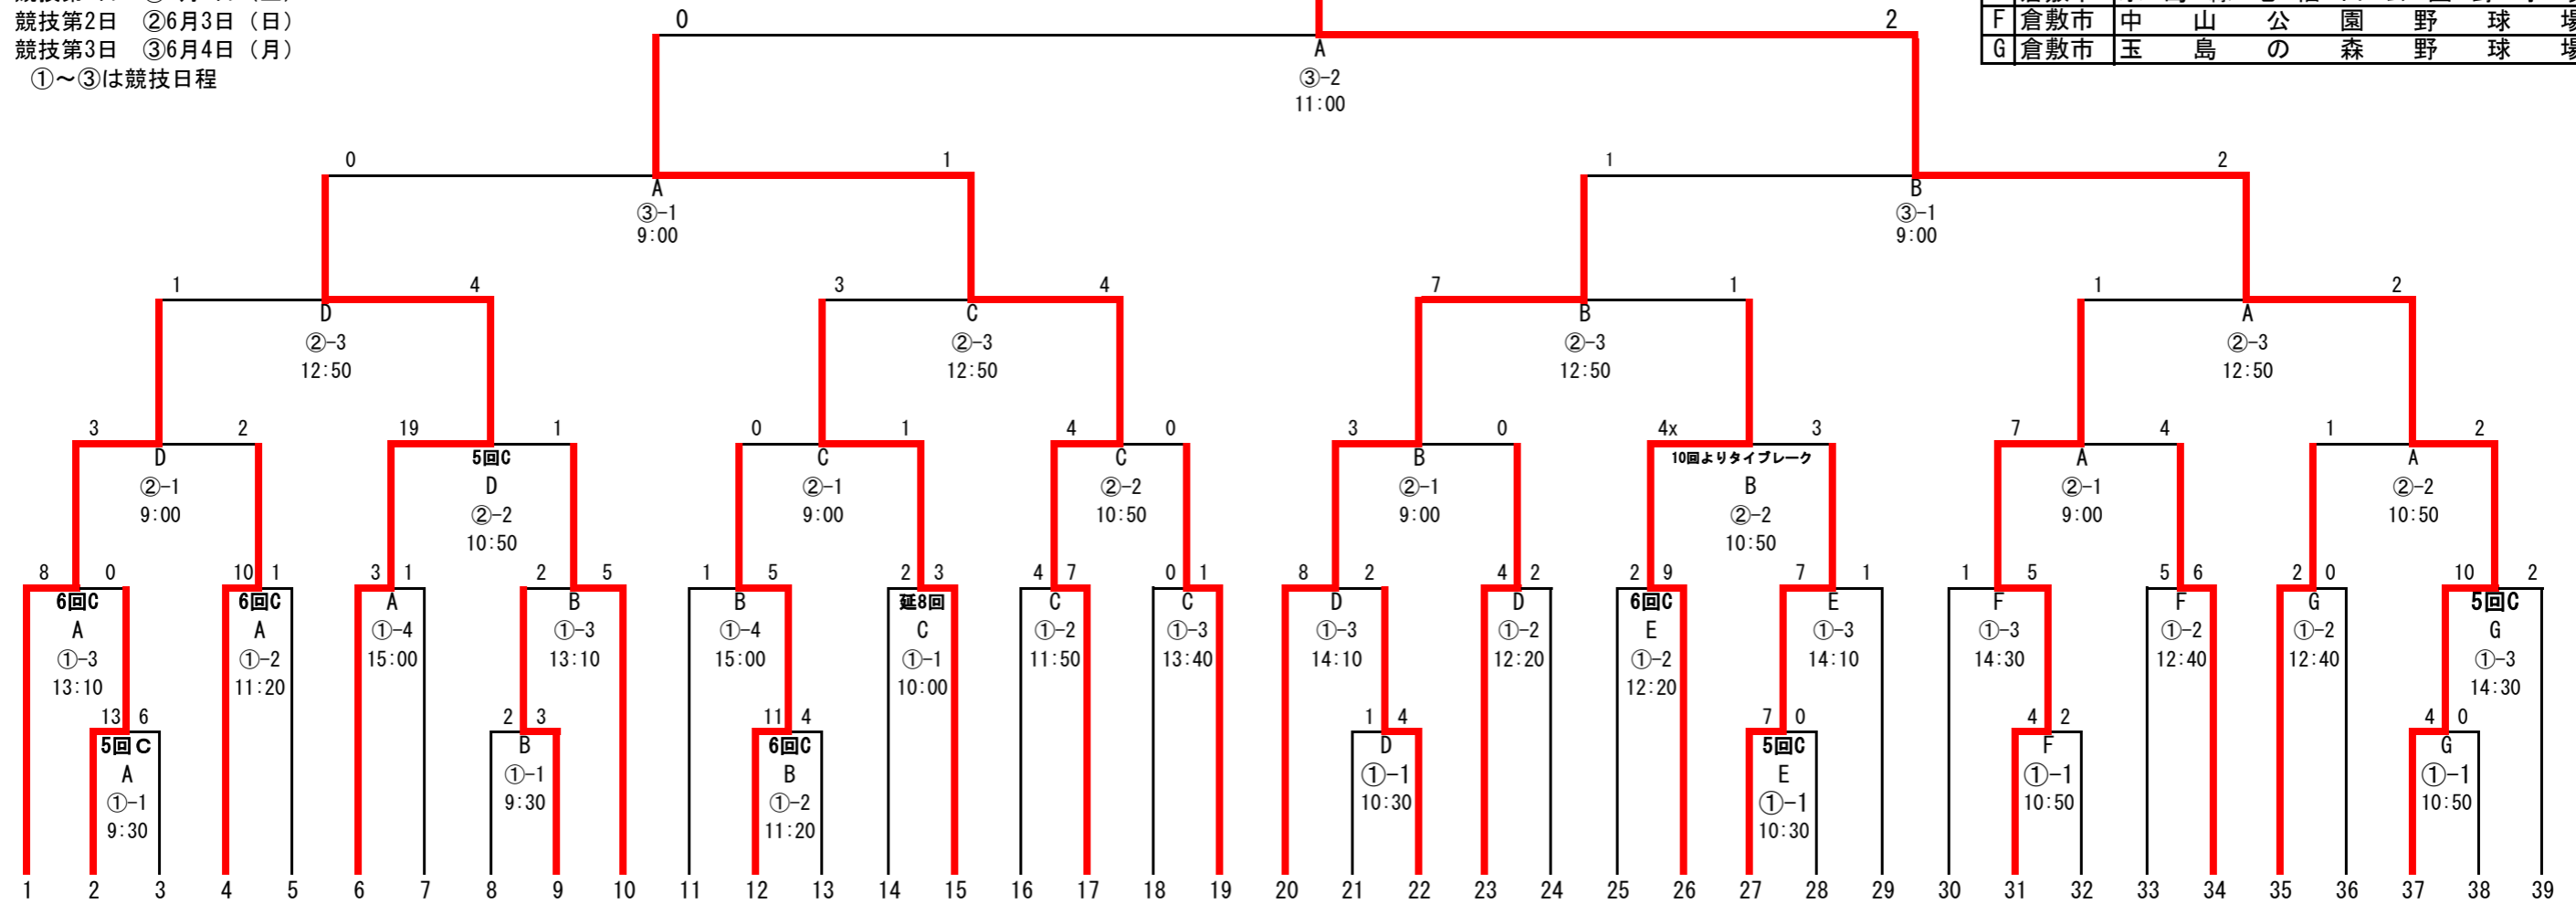 競技第2日 ②6月3日（日）
競技第3日 ③6月4日（月）
①～③は競技日程
F 倉敷市 中山公園野球場
G 倉敷市 玉島の森野球場
0 2
A
③-2
11:00
0 1 1 2
A B
③-1 ③-1
9:00 9:00
1 4 3 4 7 1 1 2
D C B A
②-3 ②-3 ②-3 ②-3
12:50 12:50 12:50 12:50
3 2 19 1 0 1 4 0 3 0 4x 3 7 4 1 2
D 5回C C C B 10回よりタイブレーク A A
②-1 D ②-1 ②-2 ②-1 B ②-1 ②-2
9:00 ②-2 9:00 10:50 9:00 ②-2 9:00 10:50
10:50 10:50
8 0 10 1 3 1 2 5 1 5 2 3 4 7 0 1 8 2 4 2 2 9 7 1 1 5 5 6 2 0 10 2
6回C 6回C A B B 延8回 C C D D 6回C E F F G 5回C
A A ①-4 ①-3 ①-4 C ①-2 ①-3 ①-3 ①-2 E ①-3 ①-3 ①-2 ①-2 G
①-3 ①-2 15:00 13:10 15:00 ①-1 11:50 13:40 14:10 12:20 ①-2 14:10 14:30 12:40 12:40 ①-3
13:10 11:20 10:00 12:20 14:30
13 6 2 3 11 4 1 4 7 0 4 2 4 0
5回C B 6回C D 5回C F G
A ①-1 B ①-1 E ①-1 ①-1
①-1 9:30 ①-2 10:30 ①-1 10:50 10:50
9:30 11:20 10:30
1 2 3 4 5 6 7 8 9 10 11 12 13 14 15 16 17 18 19 20 21 22 23 24 25 26 27 28 29 30 31 32 33 34 35 36 37 38 39